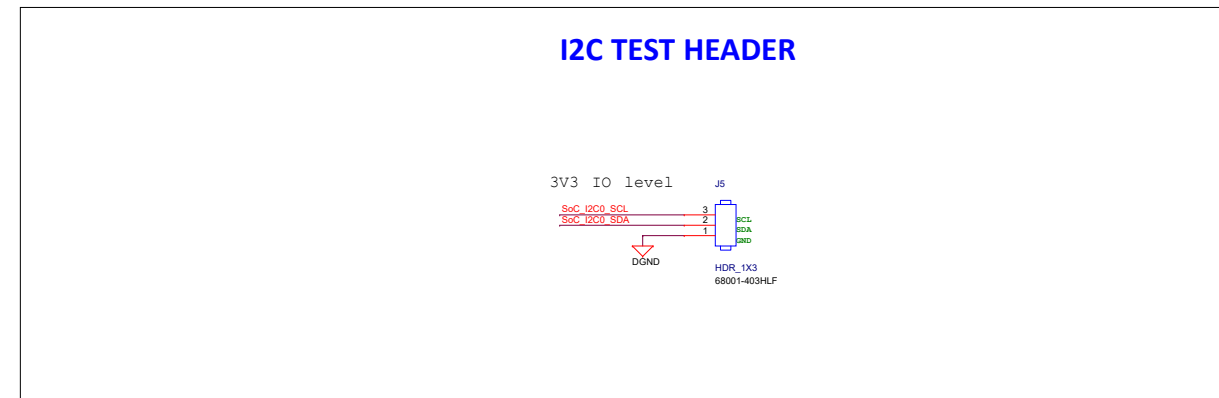 I2C TEST HEADER
3V3 IO level
J5
SoC_I2C0_SCL
3
SoC_I2C0_SDA
2
SCL
1
SDA
GND
DGND
HDR_1X3
68001-403HLF